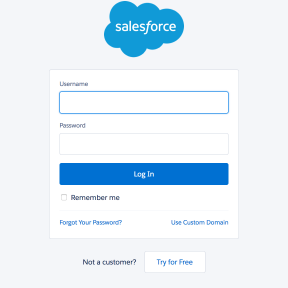 salesforce
Username
Password
Log In
Remember me
Forgot Your Password? Use Custom Domain
Not a customer? Try for Free